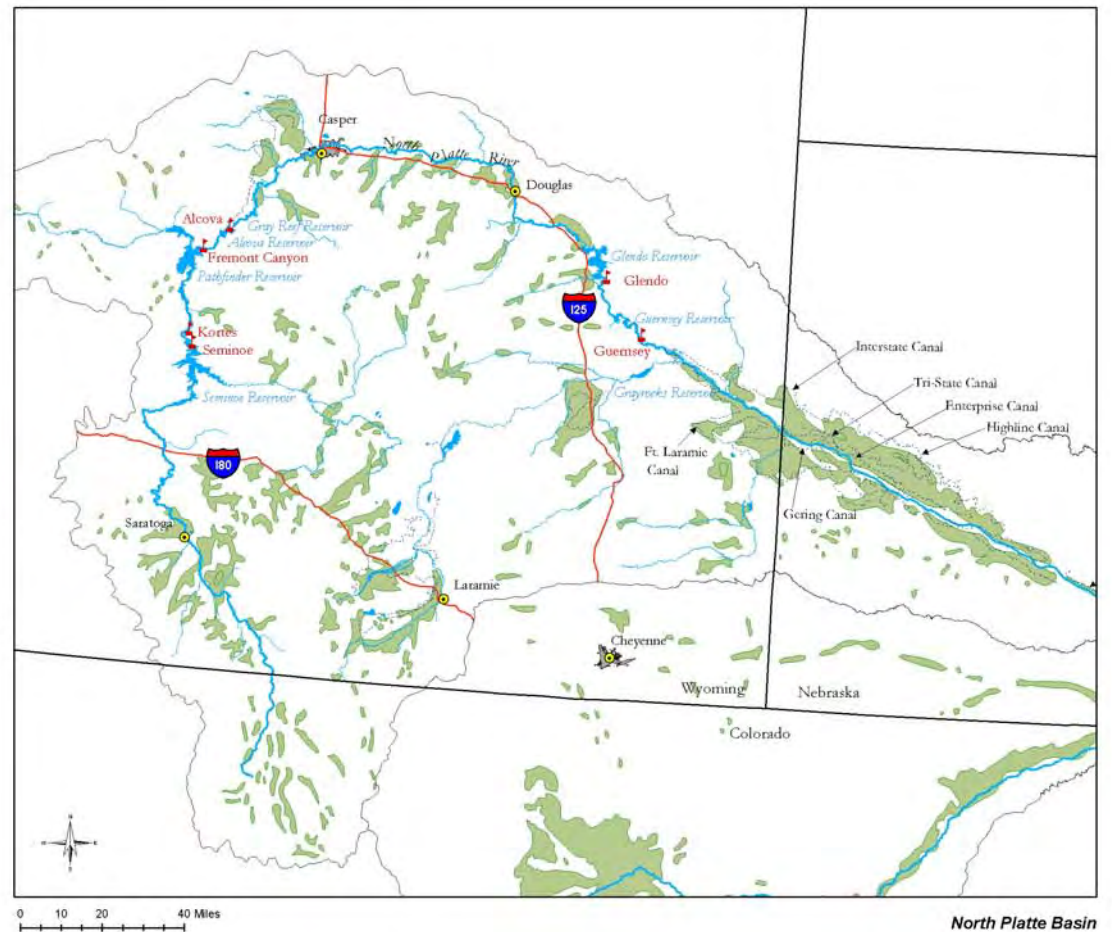 Casper
North Platte River
Douglas
Alcova
Gray Reef Reservoir
Alcova Reservoir
Fremont Canyon
Pathfinder Reservoir
Glendo Reservoir
Glendo
I25
Guernsey Reservoir
Guernsey
Kortes
Seminoe
Seminoe Reservoir
Grayrocks Reservoir
Interstate Canal
Tri-State Canal
Enterprise Canal
Highline Canal
Ft. Laramie
Canal
Gering Canal
I80
Saratoga
Laramie
Cheyenne
Wyoming
Nebraska
Colorado
N
W
E
S
0 10 20 40 Miles
North Platte Basin